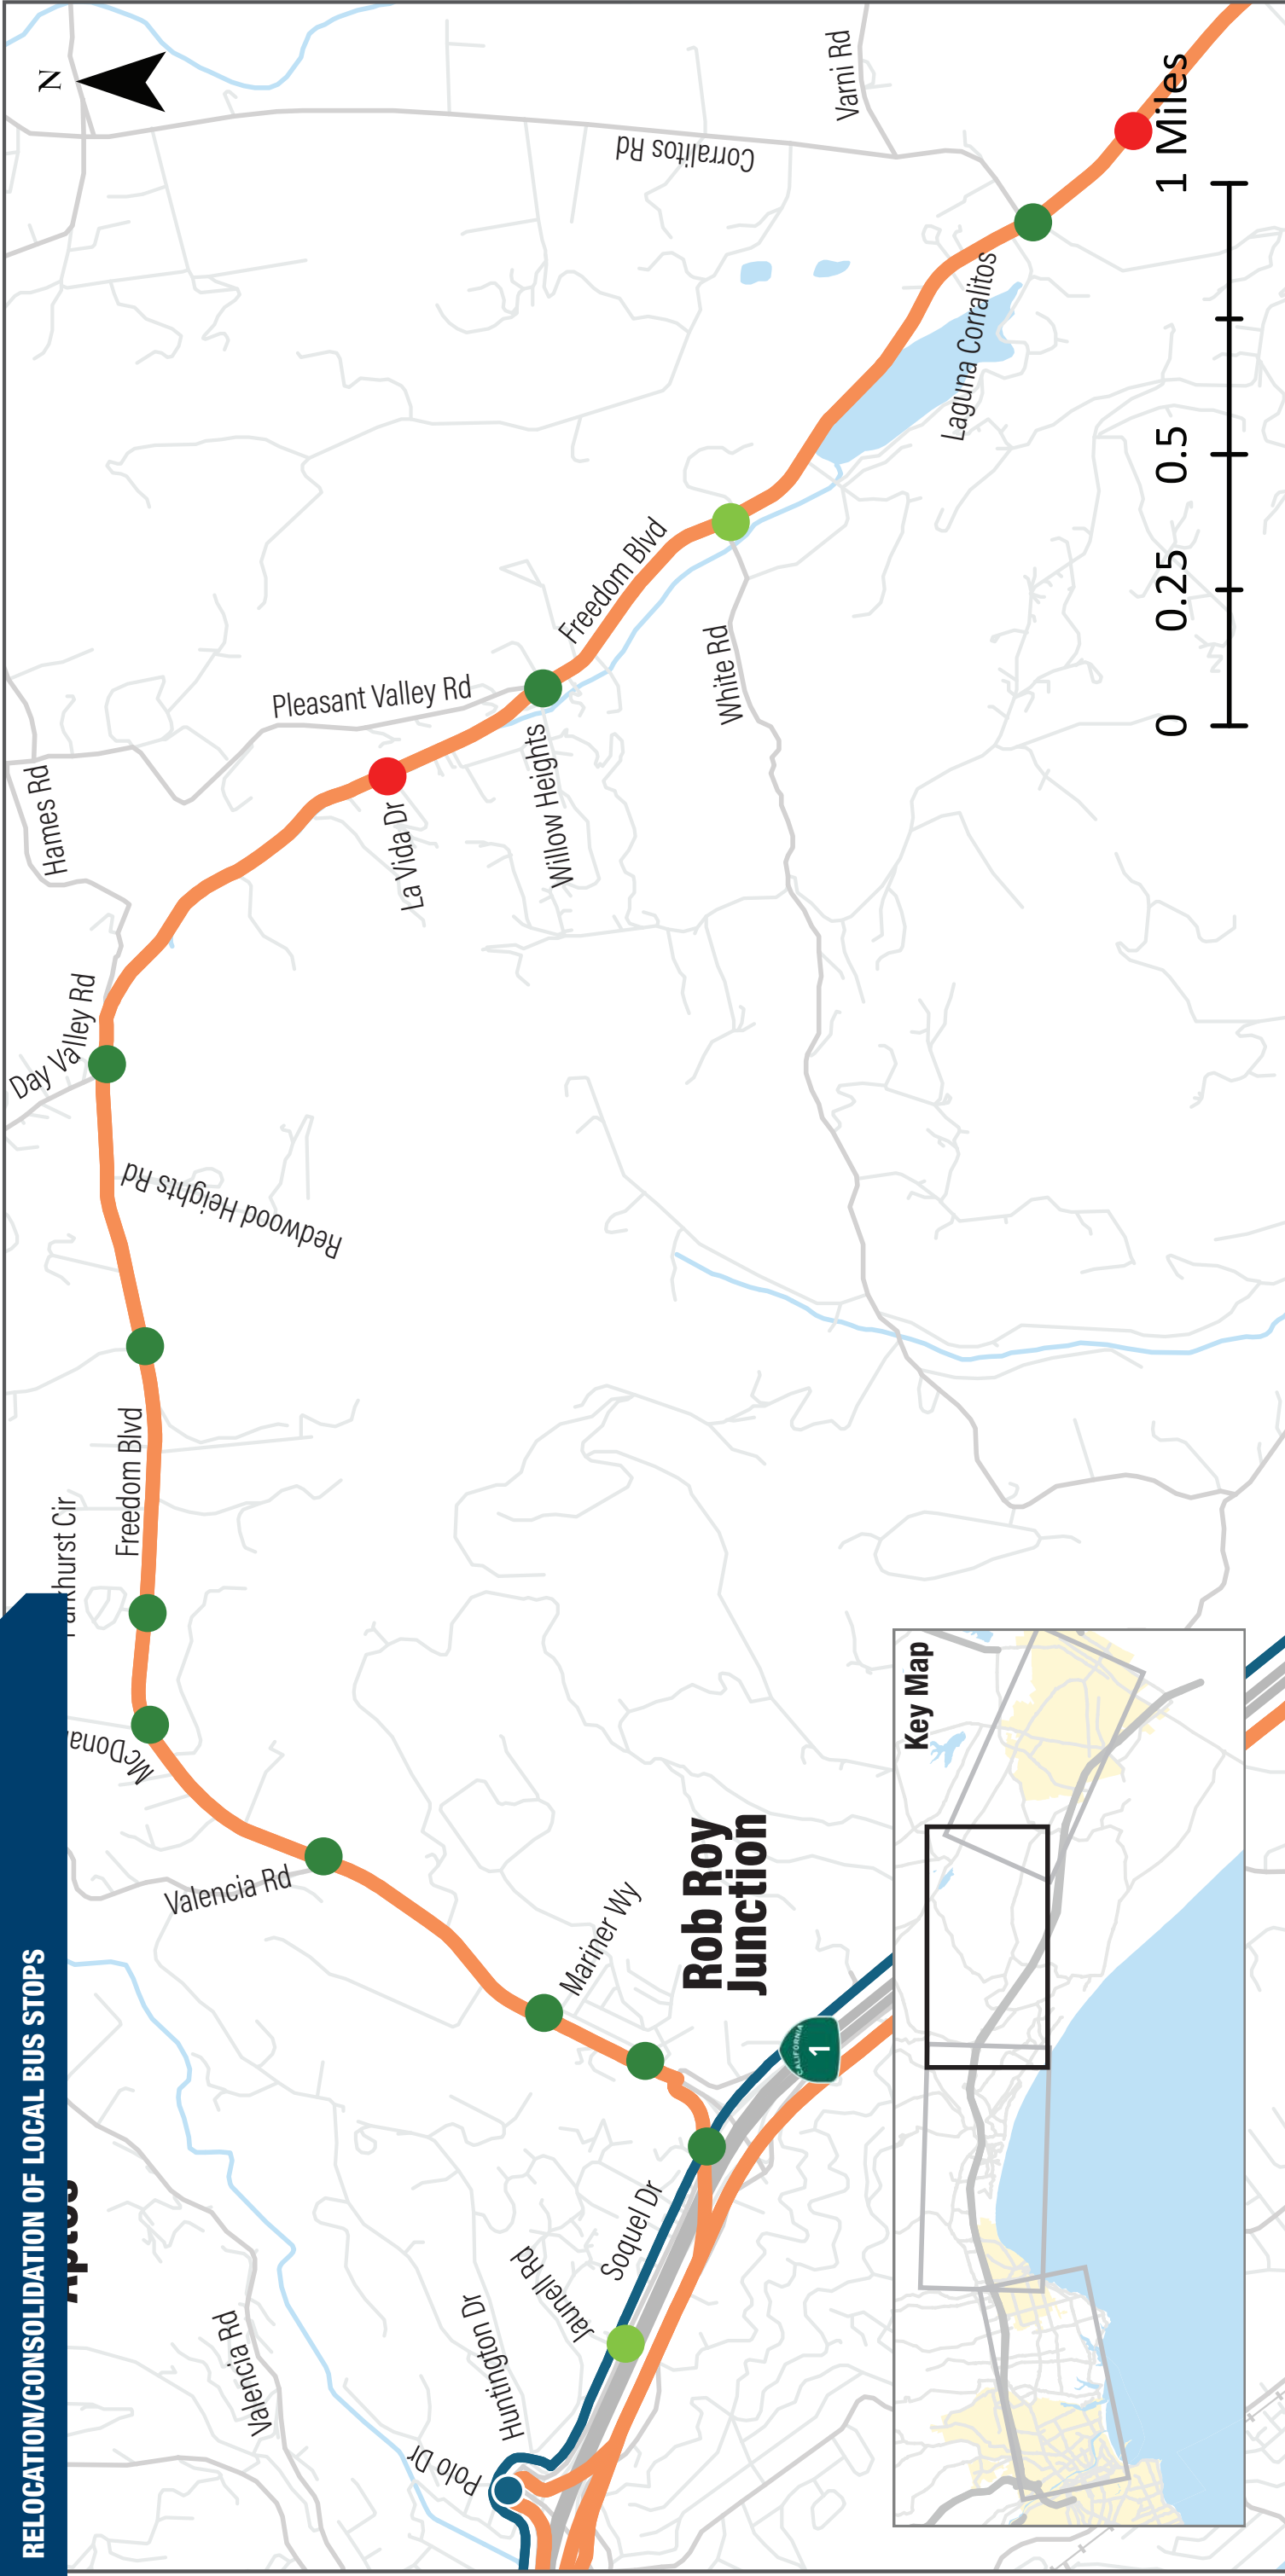 RELOCATION/CONSOLIDATION OF LOCAL BUS STOPS
N
Varni Rd
Corralitos Rd
Laguna Corralitos
Freedom Blvd
White Rd
Pleasant Valley Rd
Willow Heights
La Vida Dr
Hames Rd
Day Valley Rd
Redwood Heights Rd
Freedom Blvd
Valencia Rd
Mariner Wy
Rob Roy
Junction
CALIFORNIA
1
Soquel Dr
Jaunell Rd
Huntington Dr
Polo Dr
Valencia Rd
Key Map
0 0.25 0.5 1 Miles